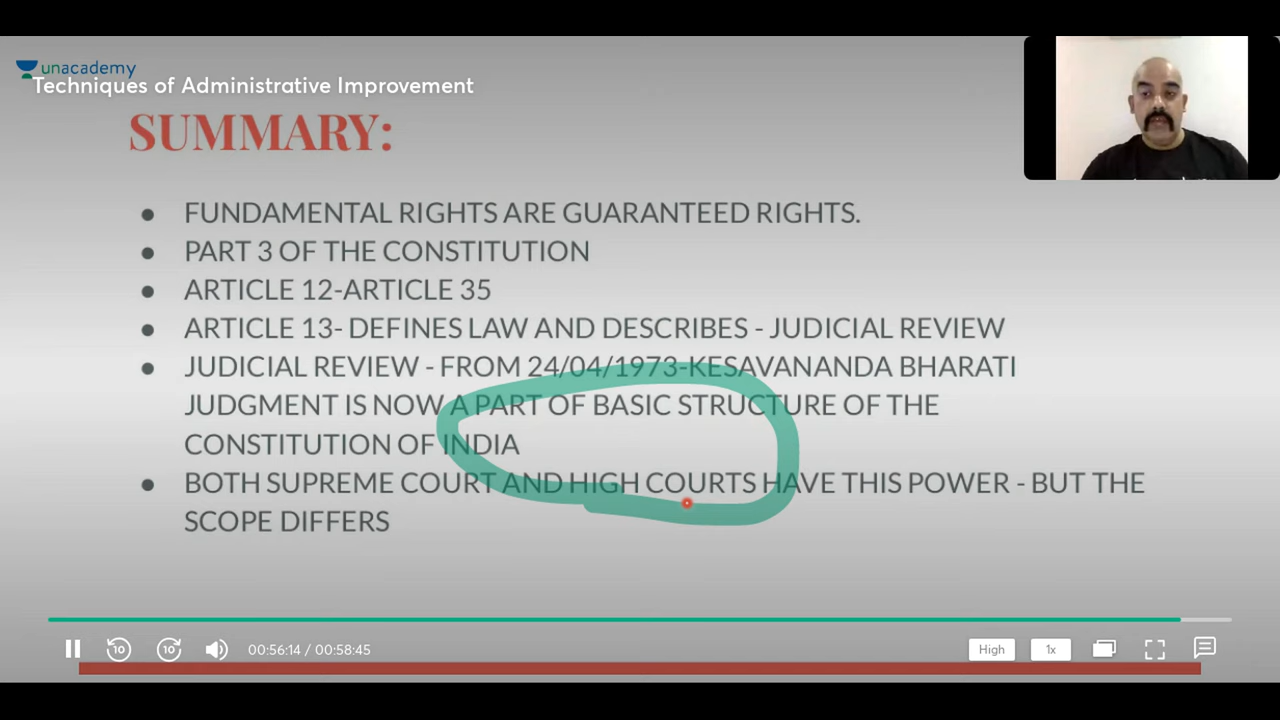 unacademy
Techniques of Administrative Improvement
SUMMARY:
● FUNDAMENTAL RIGHTS ARE GUARANTEED RIGHTS.
● PART 3 OF THE CONSTITUTION
● ARTICLE 12-ARTICLE 35
● ARTICLE 13- DEFINES LAW AND DESCRIBES - JUDICIAL REVIEW
● JUDICIAL REVIEW - FROM 24/04/1973-KESAVANANDA BHARATI
JUDGMENT IS NOW A PART OF BASIC STRUCTURE OF THE
CONSTITUTION OF INDIA
● BOTH SUPREME COURT AND HIGH COURTS HAVE THIS POWER - BUT THE
SCOPE DIFFERS
10 10 00:56:14 / 00:58:45 High 1x